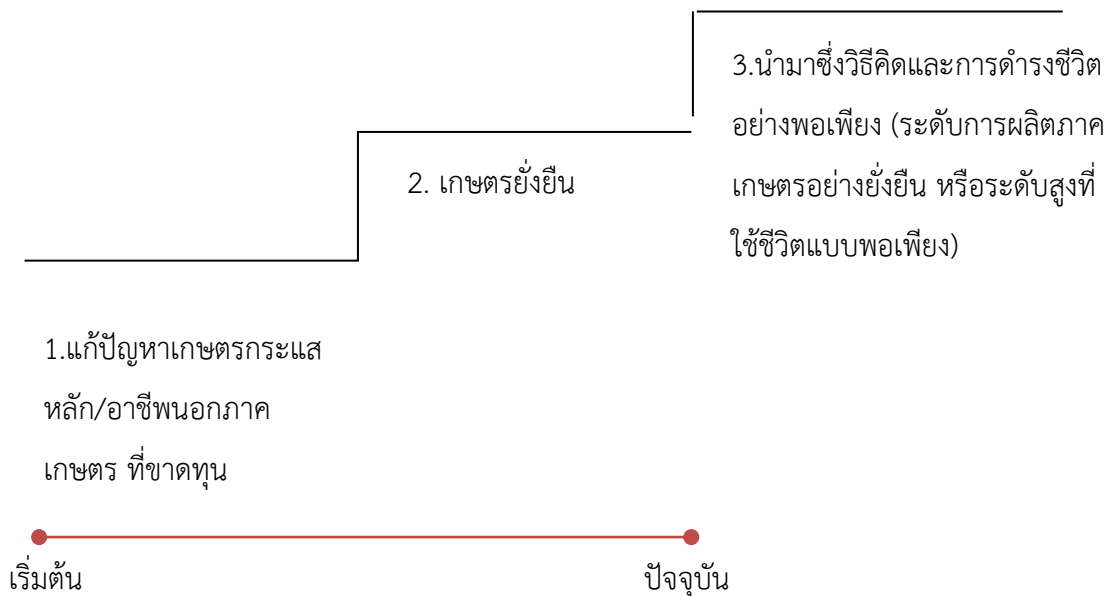 3.นำมาซึ่งวิธีคิดและการดำรงชีวิต
อย่างพอเพียง (ระดับการผลิตภาค
เกษตรอย่างยั่งยืน หรือระดับสูงที่
ใช้ชีวิตแบบพอเพียง)
2. เกษตรยั่งยืน
1.แก้ปัญหาเกษตรกระแส
หลัก/อาชีพนอกภาค
เกษตร ที่ขาดทุน
เริ่มต้น
ปัจจุบัน